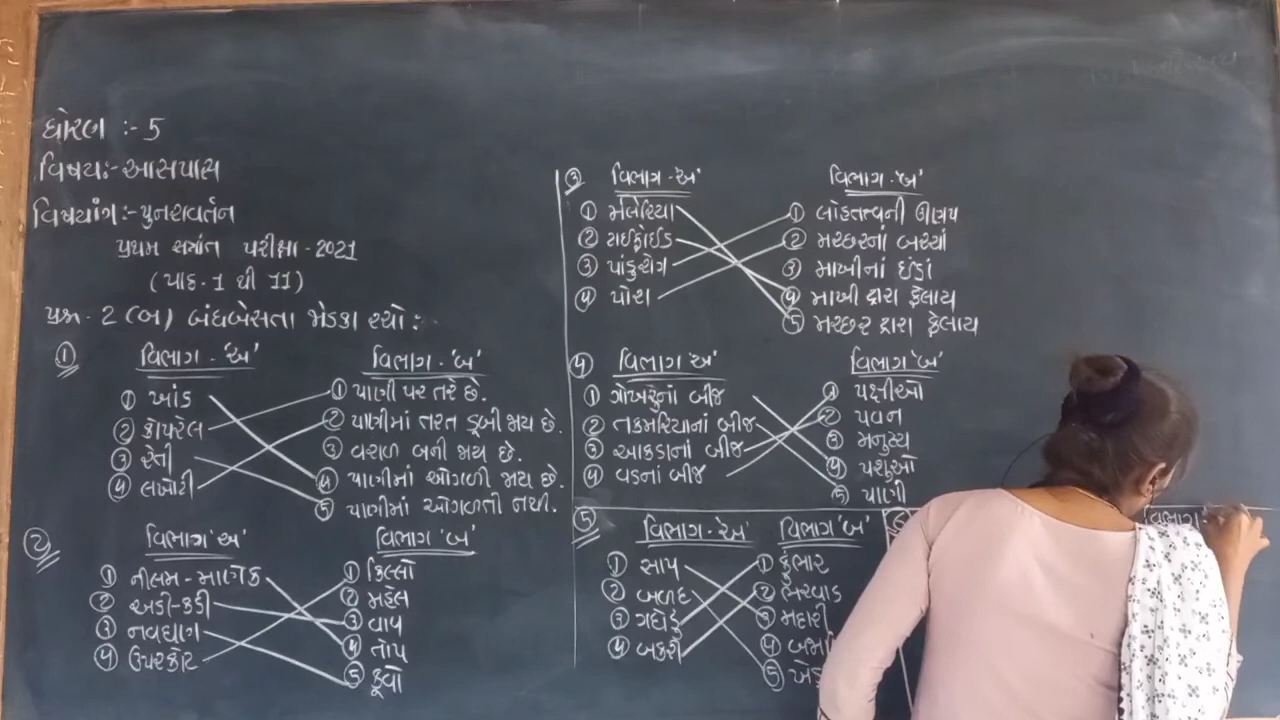 ધોરણ :- 5
વિષય:- આસપાસ
વિષયાંગ:- પુનરાવર્તન
પ્રથમ સત્રાંત પરીક્ષા - 2021
(પાઠ - 1 થી 11)
પ્રશ્ન - 2 (બ) બંધબેસતા જોડકા રચો :-
① વિભાગ - 'અ' વિભાગ - 'બ'
① ખાંડ ① પાણી પર તરે છે.
② કોપરેલ ② પાણીમાં તરત ડૂબી જાય છે.
③ રેતી ③ વરાળ બની જાય છે.
④ લખોટી ④ પાણીમાં ઓગળી જાય છે.
⑤ પાણીમાં ઓગળતી નથી.
② વિભાગ 'અ' વિભાગ 'બ'
① નીલમ - માણેક ① કિલ્લો
② અડી-કડી ② મહેલ
③ નવઘાણ ③ વાવ
④ ઉપરકોટ ④ તોપ
⑤ કૂવો
③ વિભાગ - 'અ' વિભાગ - 'બ'
① મેલેરિયા ① લોહતત્વની ઊણપ
② ટાઈફોઈડ ② મચ્છરનાં બચ્ચાં
③ પાંડુરોગ ③ માખીનાં ઈંડાં
④ પોરા ④ માખી દ્વારા ફેલાય
⑤ મચ્છર દ્વારા ફેલાય
④ વિભાગ 'અ' વિભાગ 'બ'
① ગોખરુંનાં બીજ ① પક્ષીઓ
② તકમરિયાનાં બીજ ② પવન
③ આકડાનાં બીજ ③ મનુષ્ય
④ વડનાં બીજ ④ પશુઓ
⑤ પાણી
⑤ વિભાગ - 'અ' વિભાગ 'બ'
① સાપ ① કુંભાર
② બળદ ② ભરવાડ
③ ગધેડું ③ મદારી
④ બકરી ④
⑤
વિભાગ -